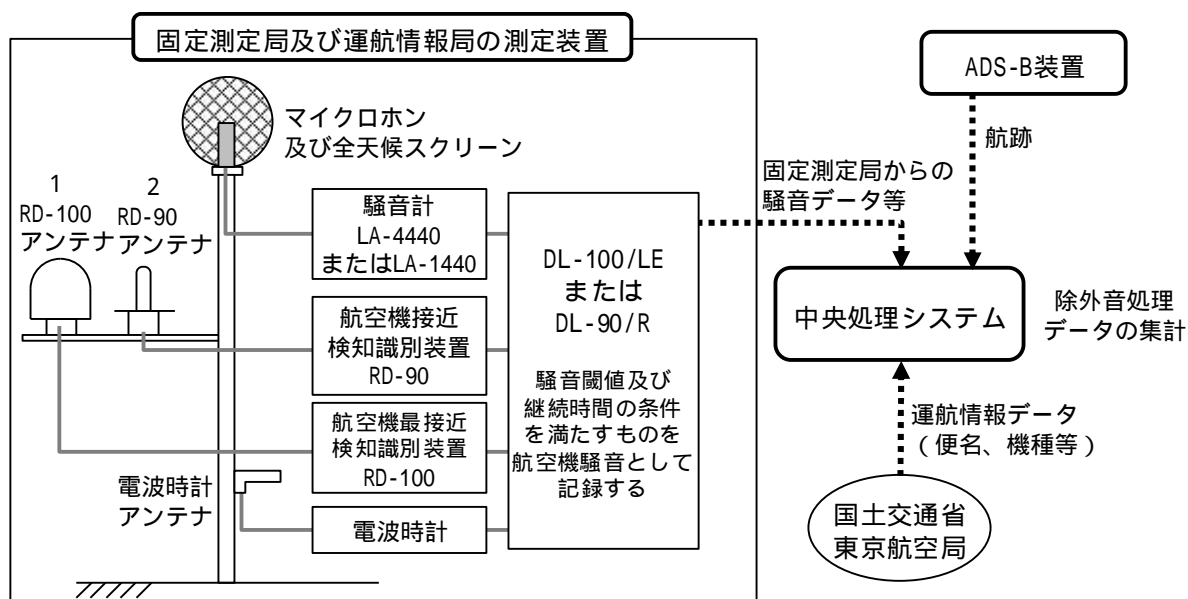 固定測定局及び運航情報局の測定装置
マイクロホン
及び全天候スクリーン
1
RD-100
アンテナ
2
RD-90
アンテナ
騒音計
LA-4440
またはLA-1440
航空機接近
検知識別装置
RD-90
航空機最接近
検知識別装置
RD-100
電波時計
アンテナ
電波時計
DL-100/LE
または
DL-90/R
騒音閾値及び
継続時間の条件
を満たすものを
航空機騒音として
記録する
固定測定局からの
騒音データ等
ADS-B装置
航跡
中央処理システム
除外音処理
データの集計
運航情報データ
(便名、機種等)
国土交通省
東京航空局